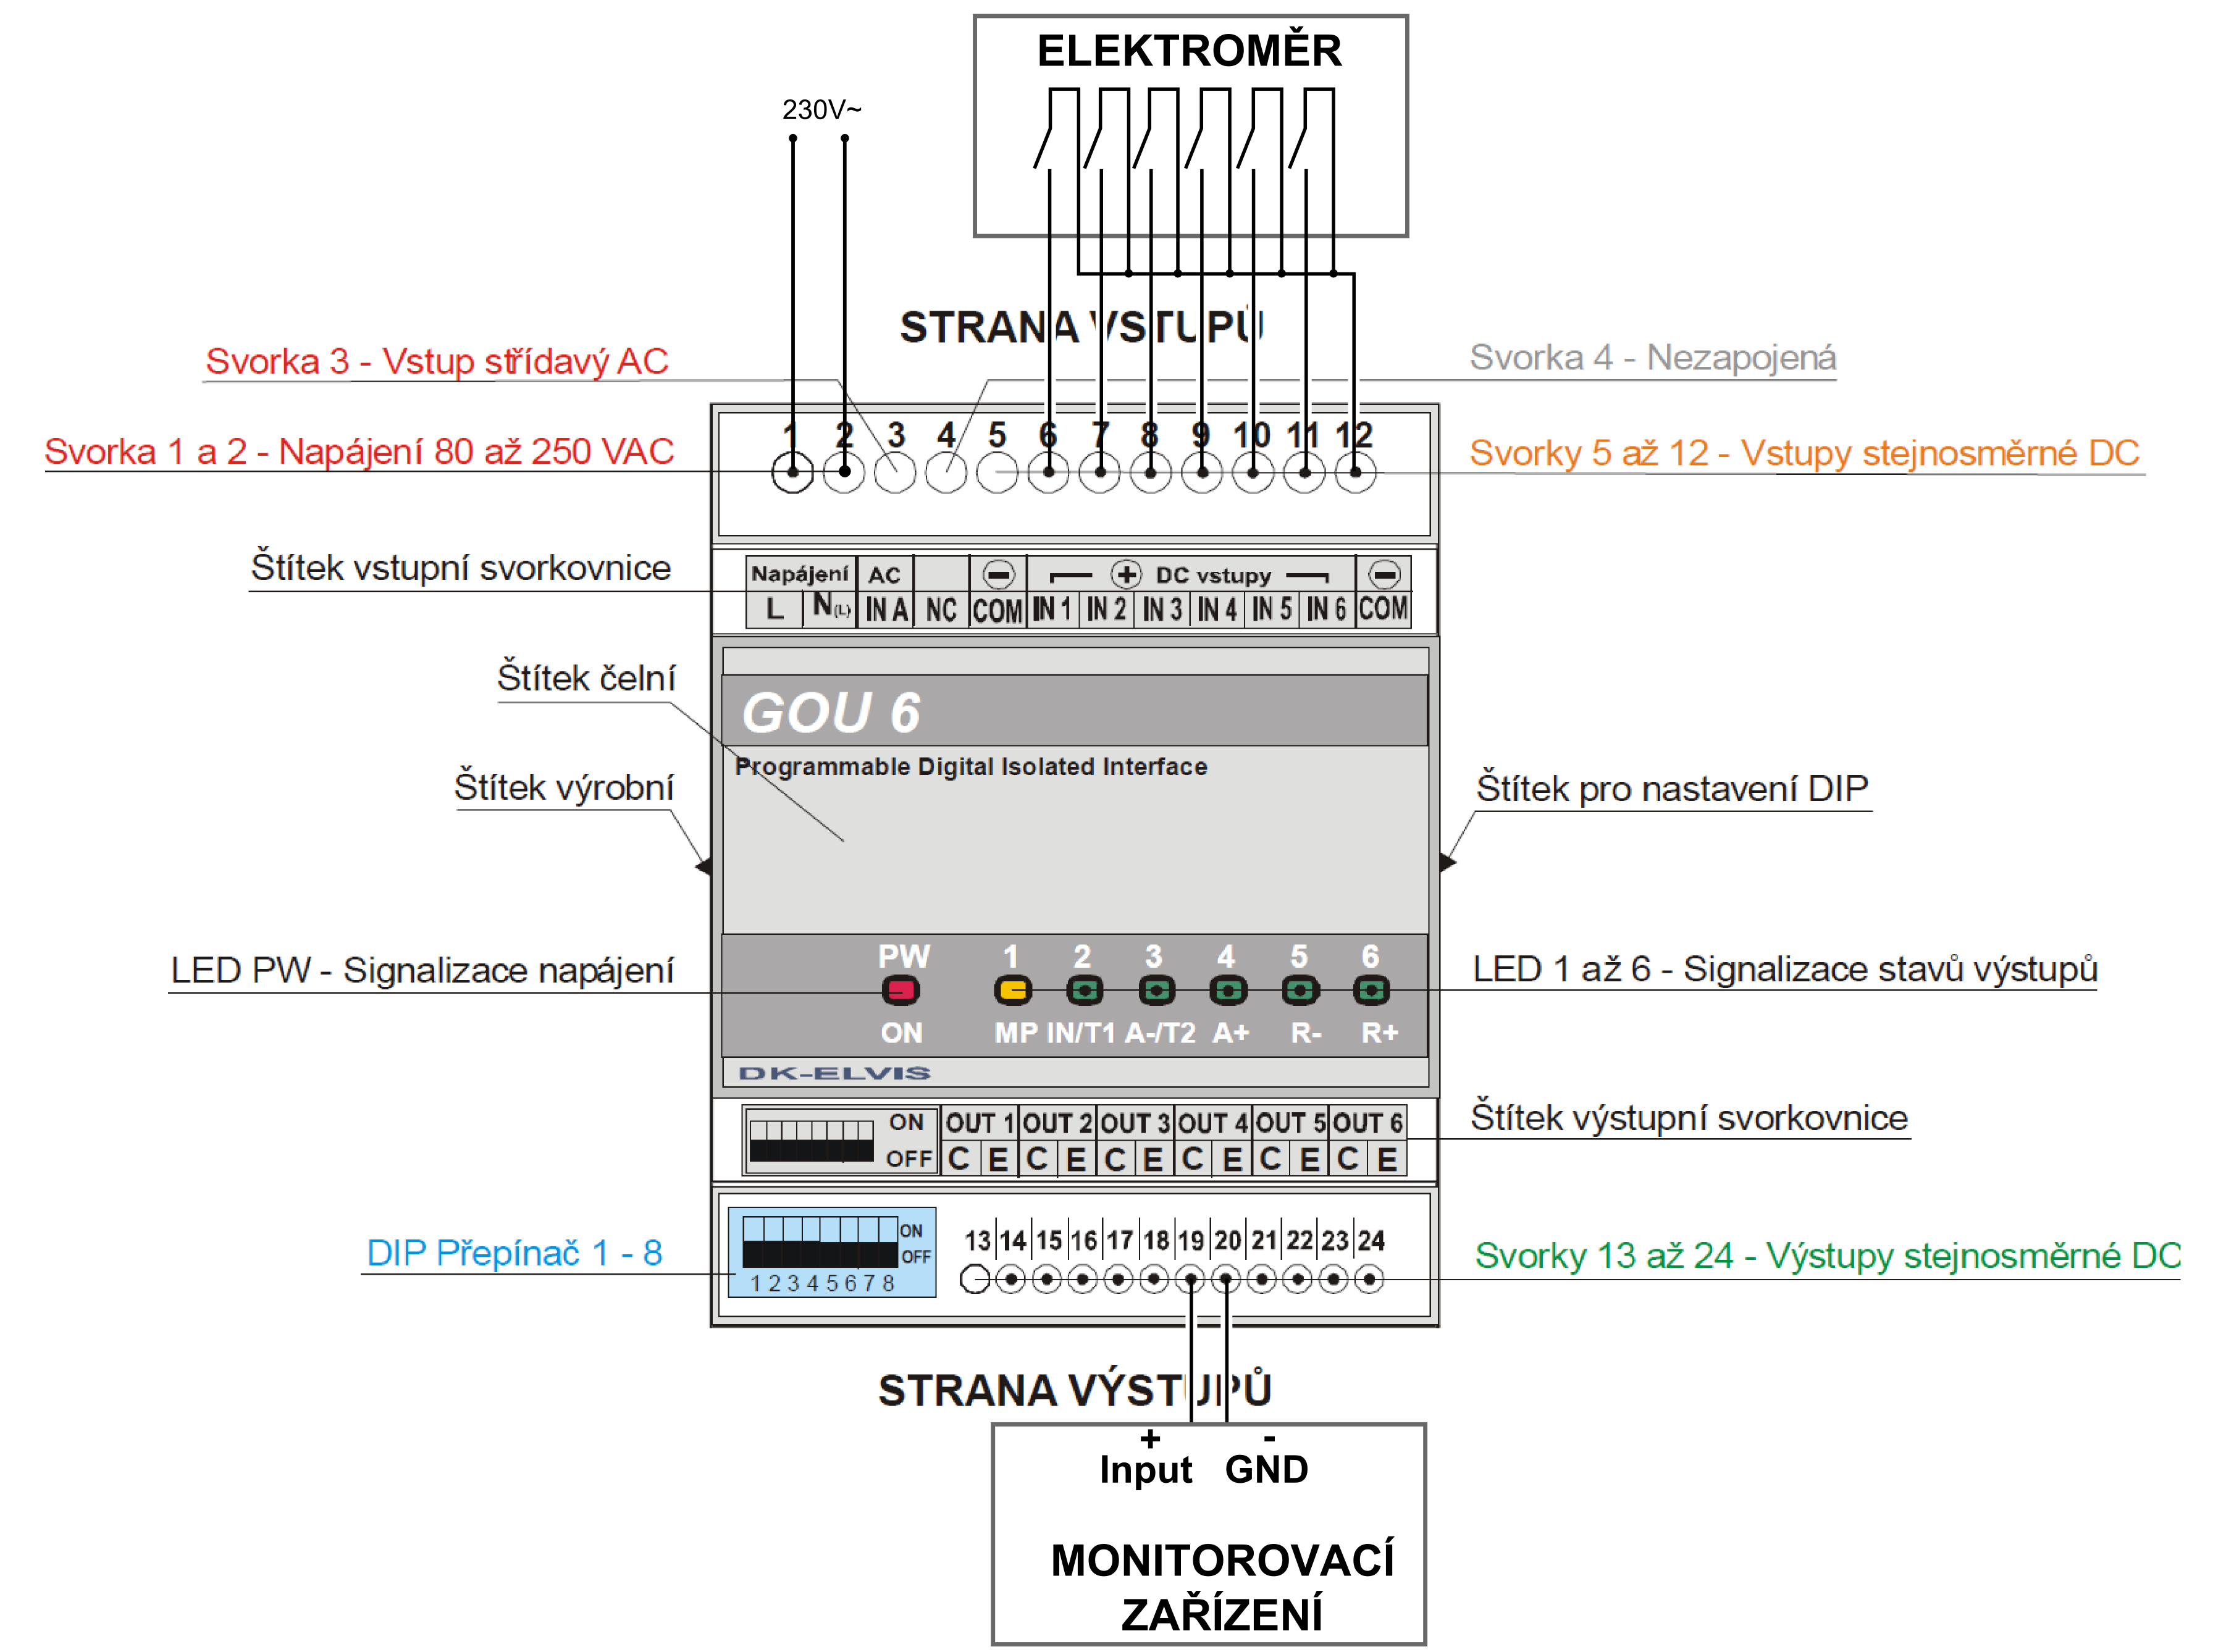 ELEKTROMĚR
230V~
STRANA VSTUPŮ
Svorka 3 - Vstup střídavý AC
Svorka 4 - Nezapojená
1 2 3 4 5 6 7 8 9 10 11 12
Svorka 1 a 2 - Napájení 80 až 250 VAC
Svorky 5 až 12 - Vstupy stejnosměrné DC
Štítek vstupní svorkovnice
Napájení AC − + DC vstupy −
L N(L) IN A NC COM IN 1 IN 2 IN 3 IN 4 IN 5 IN 6 COM
Štítek čelní
GOU 6
Programmable Digital Isolated Interface
Štítek výrobní
Štítek pro nastavení DIP
PW 1 2 3 4 5 6
LED PW - Signalizace napájení
LED 1 až 6 - Signalizace stavů výstupů
ON MP IN/T1 A-/T2 A+ R- R+
DK-ELVIS
ON OUT 1 OUT 2 OUT 3 OUT 4 OUT 5 OUT 6
OFF C E C E C E C E C E C E
Štítek výstupní svorkovnice
DIP Přepínač 1 - 8
ON
OFF
1 2 3 4 5 6 7 8
13 14 15 16 17 18 19 20 21 22 23 24
Svorky 13 až 24 - Výstupy stejnosměrné DC
STRANA VÝSTUPŮ
+ -
Input GND
MONITOROVACÍ
ZAŘÍZENÍ